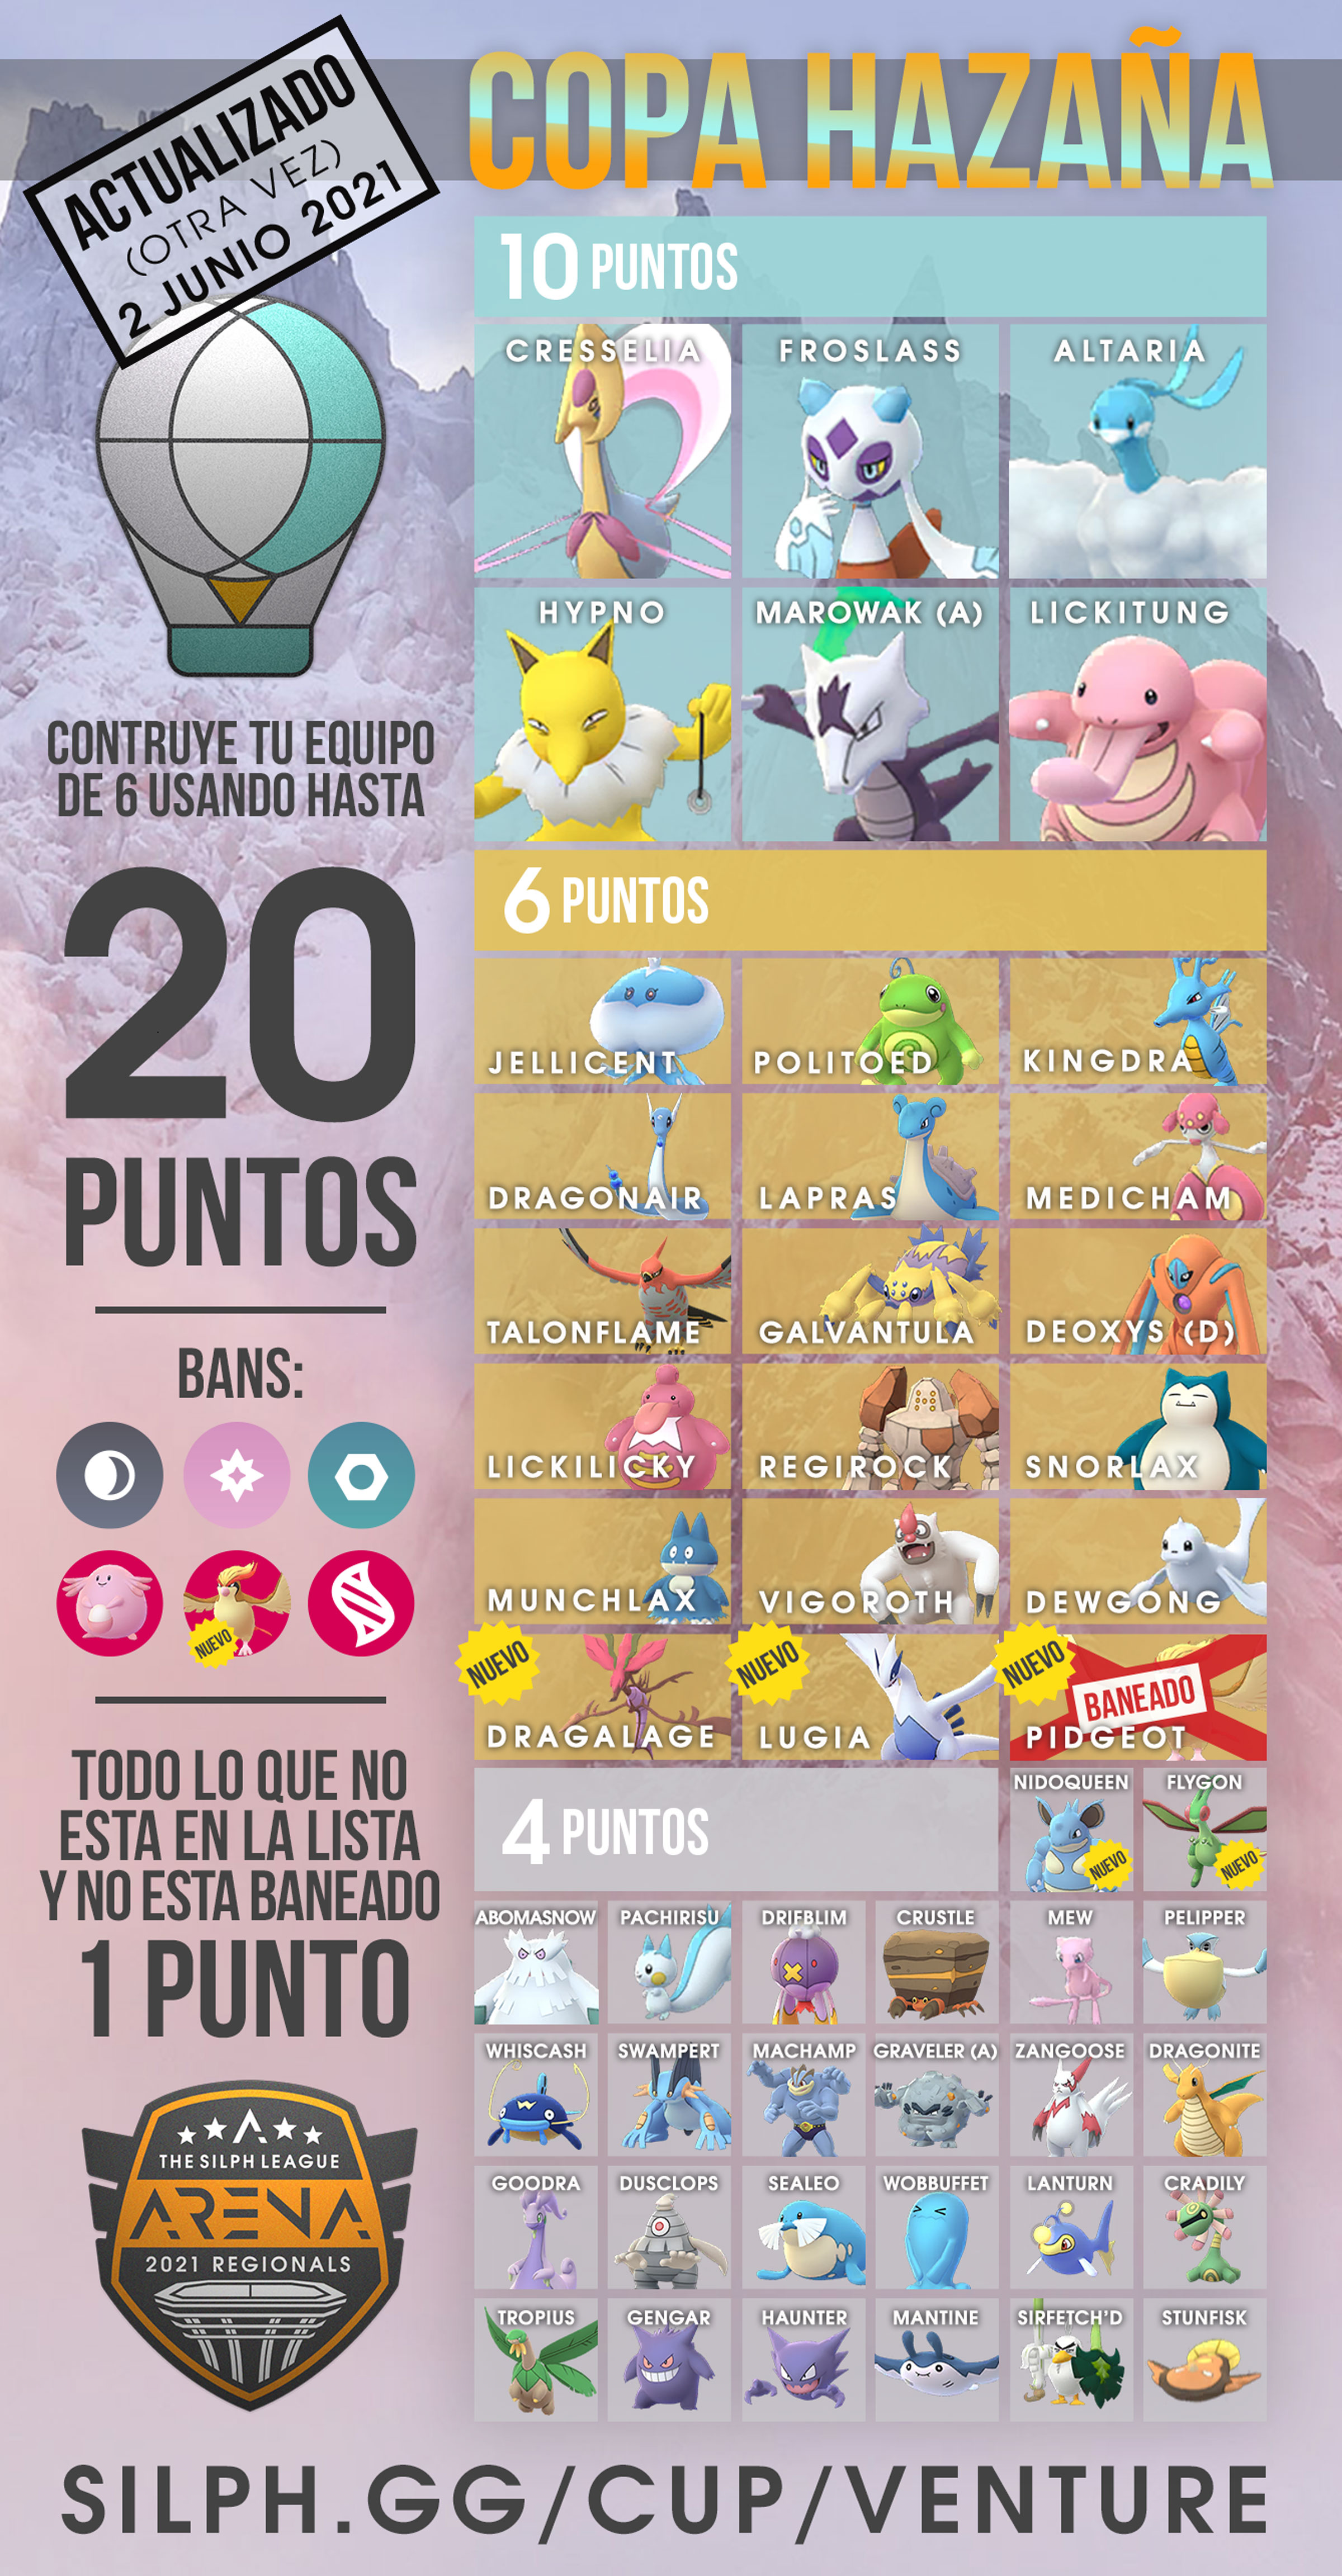 ACTUALIZADO
(OTRA VEZ)
2 JUNIO 2021
COPA HAZAÑA
CONTRUYE TU EQUIPO
DE 6 USANDO HASTA
20
PUNTOS
BANS:
NUEVO
TODO LO QUE NO
ESTA EN LA LISTA
Y NO ESTA BANEADO
1 PUNTO
THE SILPH LEAGUE
ARENA
2021 REGIONALS
10 PUNTOS
CRESSELIA FROSLASS ALTARIA
HYPNO MAROWAK (A) LICKITUNG
6 PUNTOS
JELLICENT POLITOED KINGDRA
DRAGONAIR LAPRAS MEDICHAM
TALONFLAME GALVANTULA DEOXYS (D)
LICKILICKY REGIROCK SNORLAX
MUNCHLAX VIGOROTH DEWGONG
NUEVO NUEVO NUEVO
BANEADO
DRAGALAGE LUGIA PIDGEOT
4 PUNTOS
NIDOQUEEN FLYGON
NUEVO NUEVO
ABOMASNOW PACHIRISU DRIFBLIM CRUSTLE MEW PELIPPER
WHISCASH SWAMPERT MACHAMP GRAVELER (A) ZANGOOSE DRAGONITE
GOODRA DUSCLOPS SEALEO WOBBUFFET LANTURN CRADILY
TROPIUS GENGAR HAUNTER MANTINE SIRFETCH'D STUNFISK
SILPH.GG/CUP/VENTURE